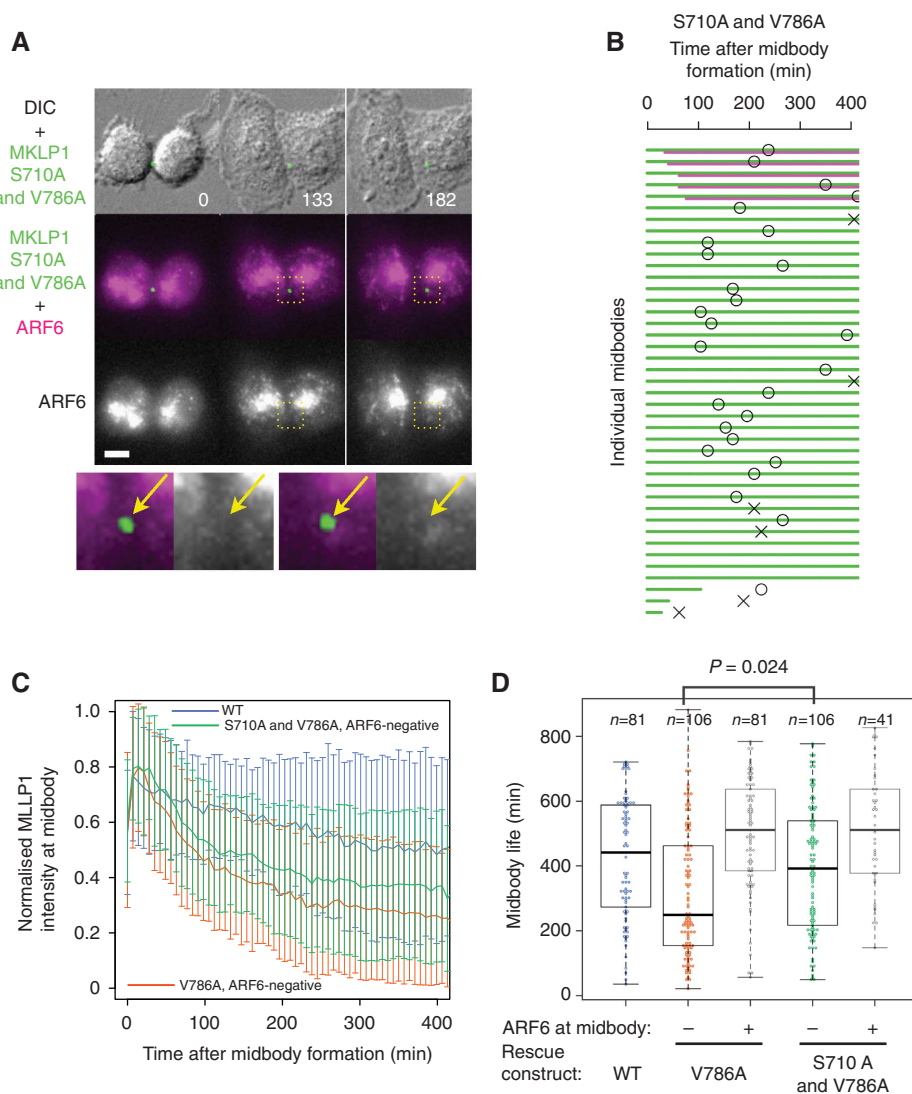 A
DIC
+
MKLP1
S710A
and V786A
0
133
182
MKLP1
S710A
and V786A
+
ARF6
ARF6
B
S710A and V786A
Time after midbody
formation (min)
0 100 200 300 400
Individual midbodies
C
Normalised MLLP1
intensity at midbody
1.0
0.8
0.6
0.4
0.2
0
WT
S710A and V786A, ARF6-negative
V786A, ARF6-negative
0 100 200 300 400
Time after midbody formation (min)
D
P = 0.024
n=81 n=106 n=81 n=106 n=41
Midbody life (min)
800
600
400
200
0
ARF6 at midbody: – + – +
Rescue
construct: WT V786A S710 A
and V786A